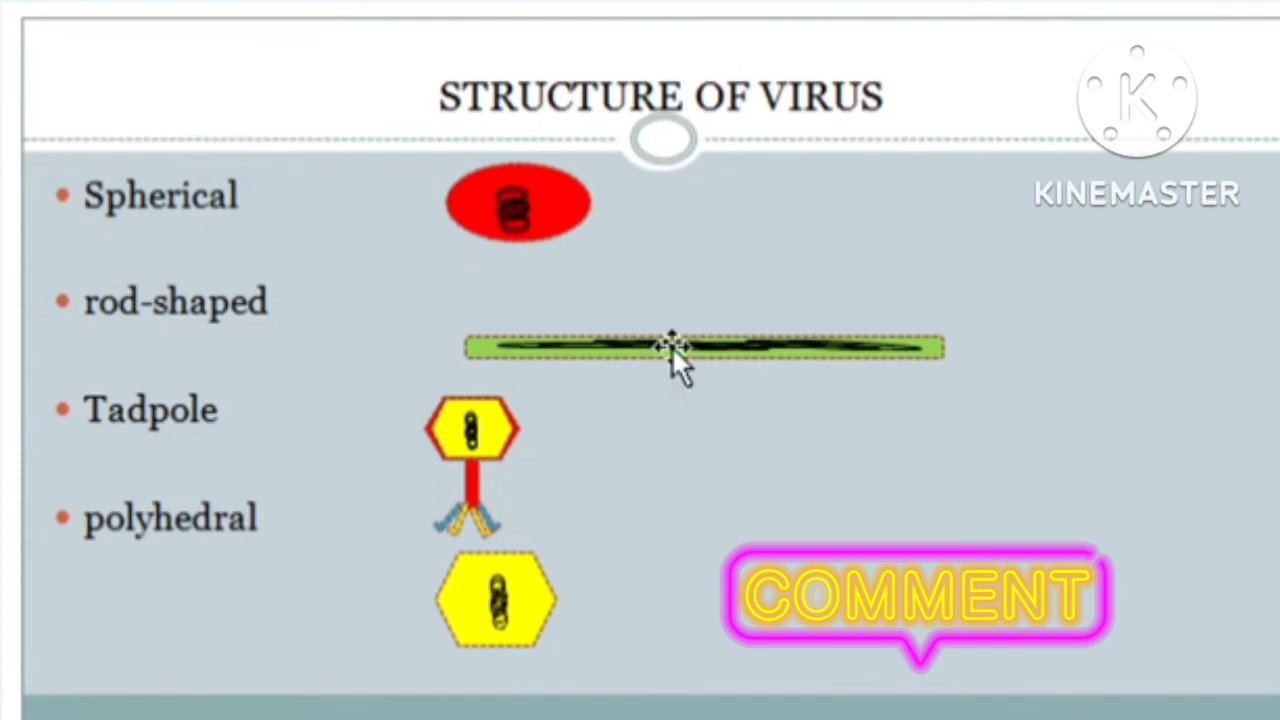 STRUCTURE OF VIRUS
K
KINEMASTER
Spherical
rod-shaped
Tadpole
polyhedral
COMMENT